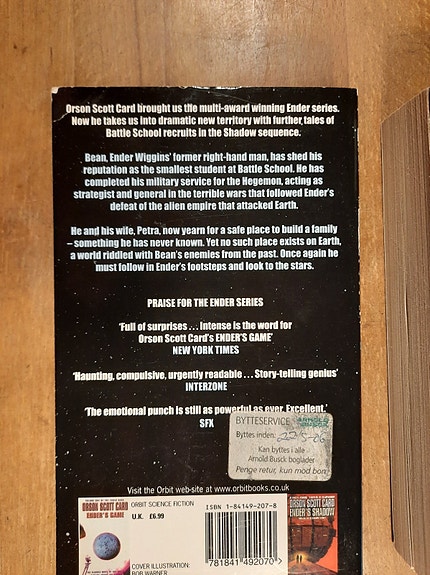 Orson Scott Card brought us the multi-award winning Ender series.
Now he takes us into dramatic new territory with further tales of
Battle School recruits in the Shadow sequence.
Bean, Ender Wiggins' former right-hand man, has shed his
reputation as the smallest student at Battle School. He has
completed his military service for the Hegemon, acting as
strategist and general in the terrible wars that followed Ender's
defeat of the alien empire that attacked Earth.
He and his wife, Petra, now yearn for a safe place to build a family
– something he has never known. Yet no such place exists on Earth,
a world riddled with Bean's enemies from the past. Once again he
must follow in Ender's footsteps and look to the stars.
PRAISE FOR THE ENDER SERIES
'Full of surprises . . . Intense is the word for
Orson Scott Card's ENDER'S GAME'
NEW YORK TIMES
'Haunting, compulsive, urgently readable . . . Story-telling genius'
INTERZONE
'The emotional punch is still as powerful as ever. Excellent.'
SFX
BYTTESERVICE ARNOLD BUSCK
Byttes inden: 22/5-06
Kan byttes i alle
Arnold Busck boglader
Penge retur, kun mod bon
Visit the Orbit web-site at www.orbitbooks.co.uk
ORSON SCOTT CARD
ENDER'S GAME
ORBIT SCIENCE FICTION
U.K. £6.99
COVER ILLUSTRATION:
BOB WARNER
ISBN 1-84149-207-8
9 781841 492070 >
ORSON SCOTT CARD
ENDER'S SHADOW